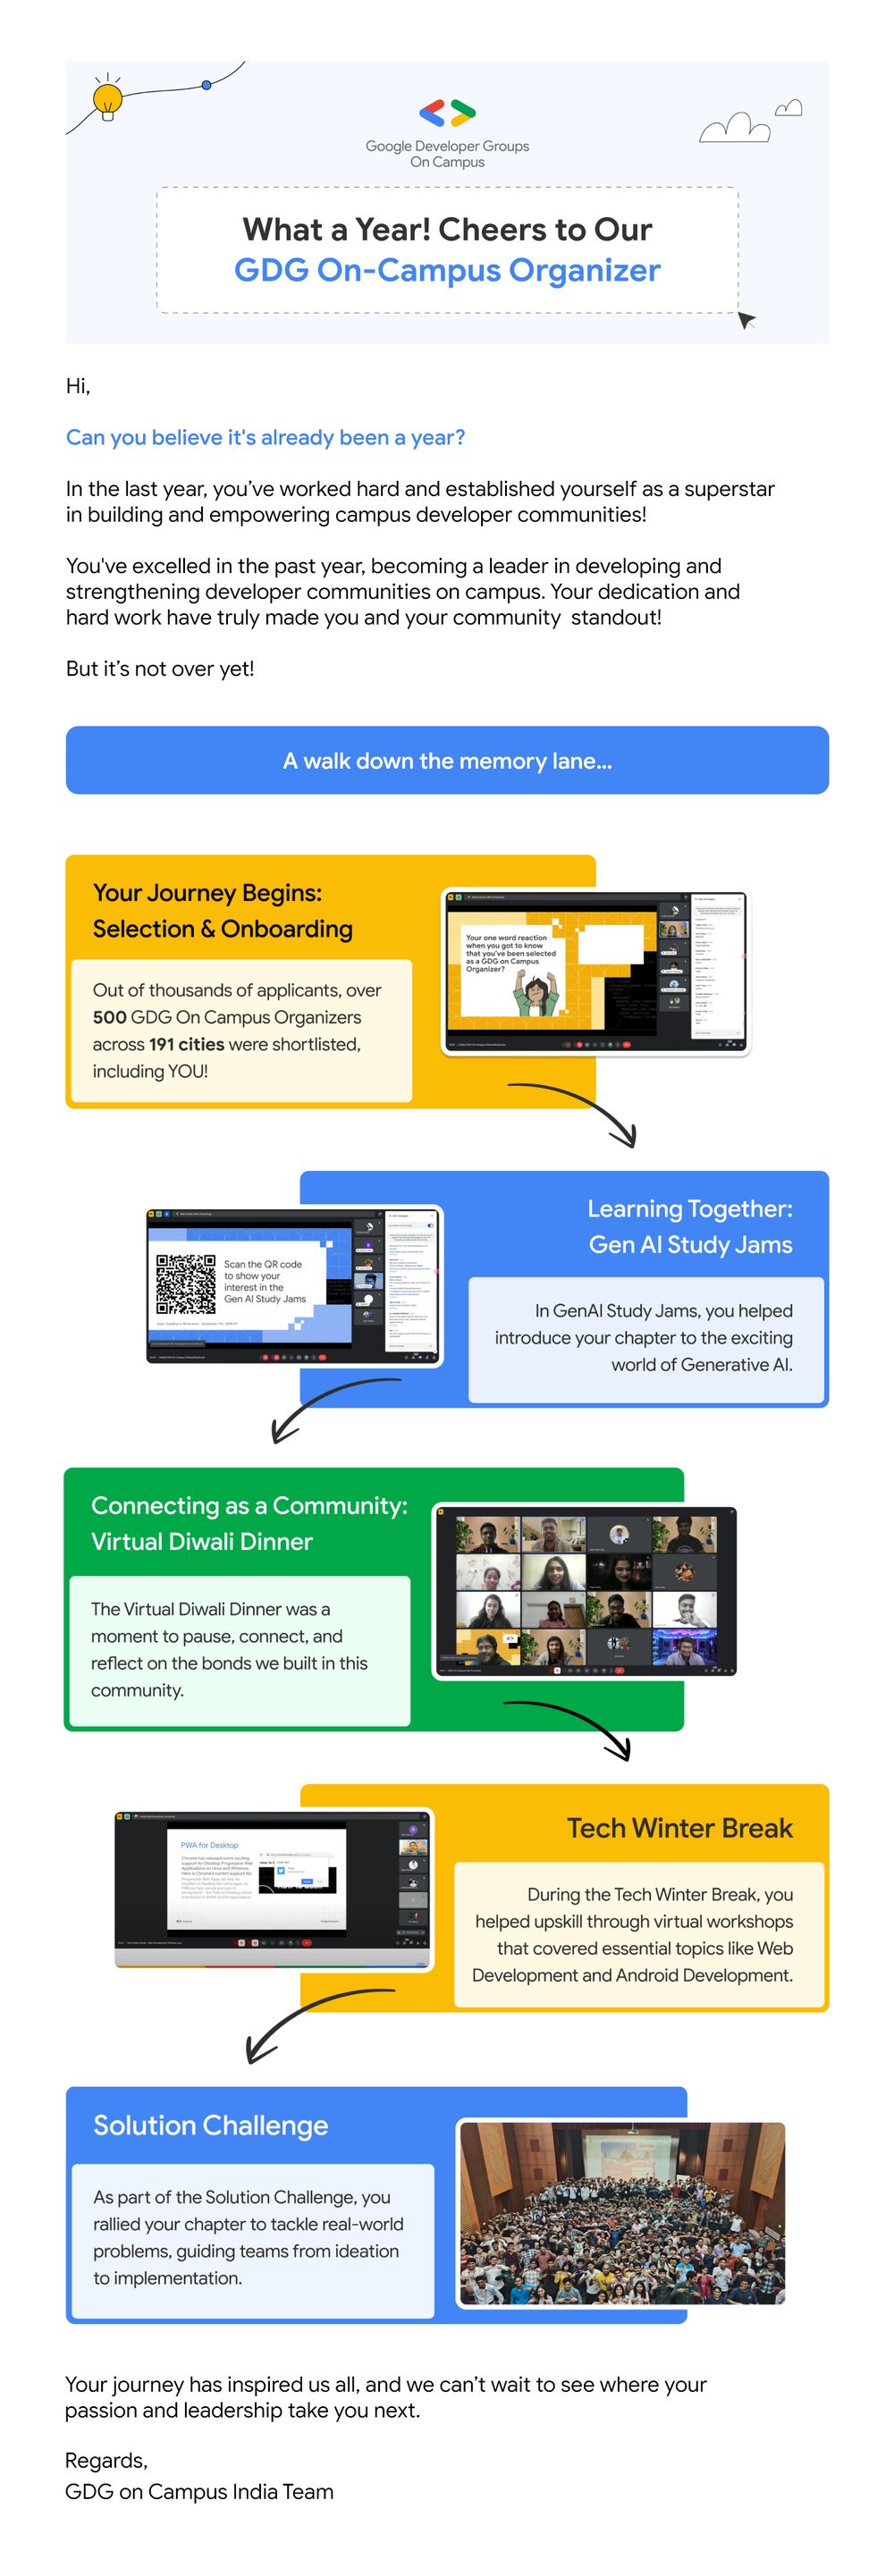 Google Developer Groups
On Campus
What a Year! Cheers to Our
GDG On-Campus Organizer
Hi,
Can you believe it's already been a year?
In the last year, you’ve worked hard and established yourself as a superstar
in building and empowering campus developer communities!
You've excelled in the past year, becoming a leader in developing and
strengthening developer communities on campus. Your dedication and
hard work have truly made you and your community  standout!
But it’s not over yet!
A walk down the memory lane...
Your Journey Begins:
Selection & Onboarding
Out of thousands of applicants, over
500 GDG On Campus Organizers
across 191 cities were shortlisted,
including YOU!
Your one word reaction
when you got to know
that you've been selected
as a GDG on Campus
Organizer?
Learning Together:
Gen AI Study Jams
In GenAI Study Jams, you helped
introduce your chapter to the exciting
world of Generative AI.
Scan the QR code
to show your
interest in the
Gen AI Study Jams
Connecting as a Community:
Virtual Diwali Dinner
The Virtual Diwali Dinner was a
moment to pause, connect, and
reflect on the bonds we built in this
community.
Tech Winter Break
During the Tech Winter Break, you
helped upskill through virtual workshops
that covered essential topics like Web
Development and Android Development.
PWA for Desktop
Solution Challenge
As part of the Solution Challenge, you
rallied your chapter to tackle real-world
problems, guiding teams from ideation
to implementation.
Your journey has inspired us all, and we can’t wait to see where your
passion and leadership take you next.
Regards,
GDG on Campus India Team